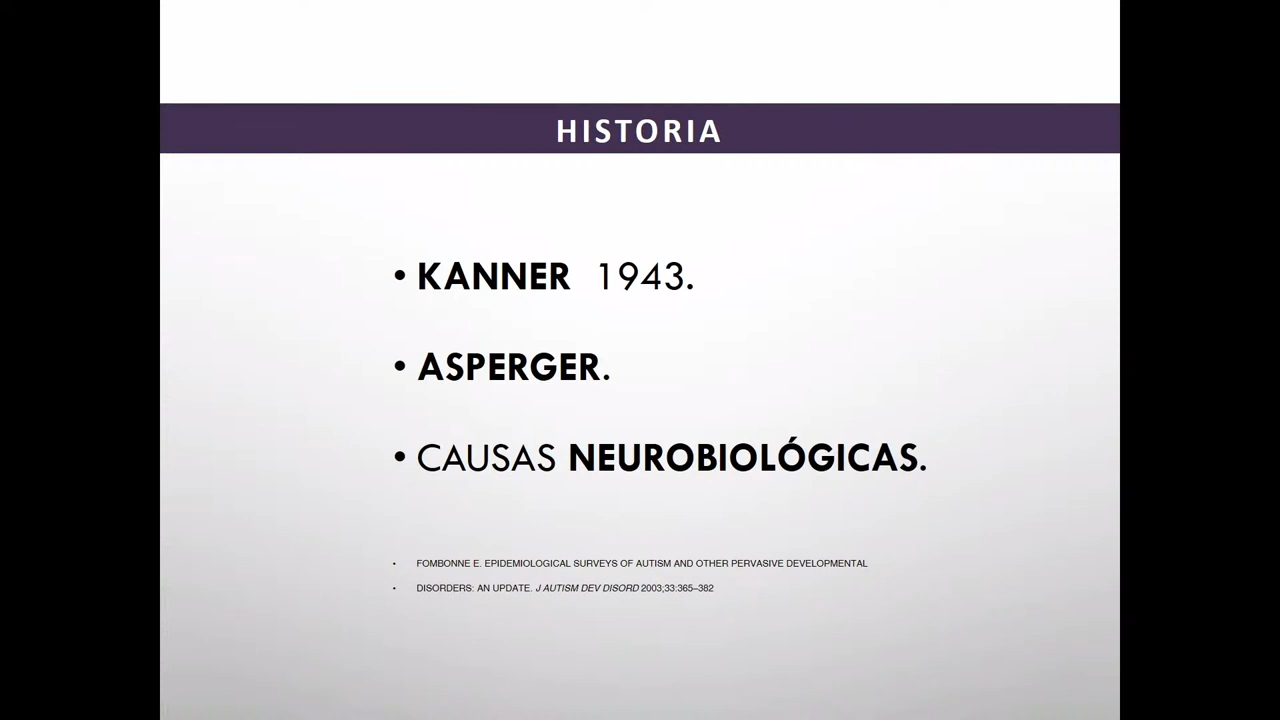 HISTORIA
• KANNER 1943.
• ASPERGER.
• CAUSAS NEUROBIOLÓGICAS.
• FOMBONNE E. EPIDEMIOLOGICAL SURVEYS OF AUTISM AND OTHER PERVASIVE DEVELOPMENTAL
• DISORDERS: AN UPDATE. J AUTISM DEV DISORD 2003;33:365–382